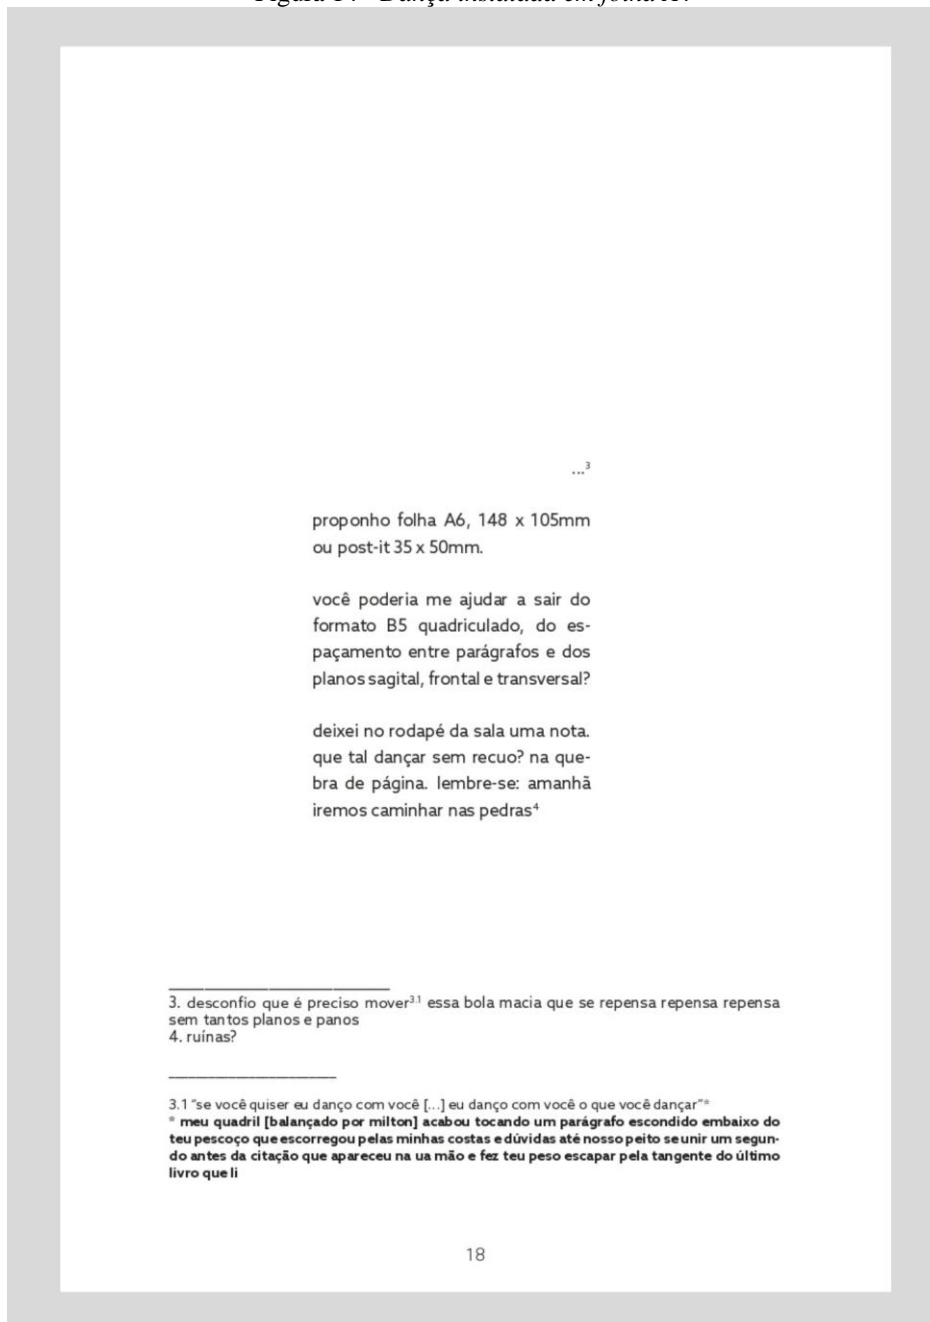 ...3
proponho folha A6, 148 x 105mm
ou post-it 35 x 50mm.
você poderia me ajudar a sair do
formato B5 quadriculado, do es-
paçamento entre parágrafos e dos
planos sagital, frontal e transversal?
deixei no rodapé da sala uma nota.
que tal dançar sem recuo? na que-
bra de página. lembre-se: amanhã
iremos caminhar nas pedras4
3. desconfio que é preciso mover3.1 essa bola macia que se repensa repensa repensa
sem tantos planos e panos
4. ruínas?
3.1 "se você quiser eu danço com você [...] eu danço com você o que você dançar"*
* meu quadril [balançado por milton] acabou tocando um parágrafo escondido embaixo do
teu pescoço que escorregou pelas minhas costas e dúvidas até nosso peito se unir um segun-
do antes da citação que apareceu na ua mão e fez teu peso escapar pela tangente do último
livro que li
18